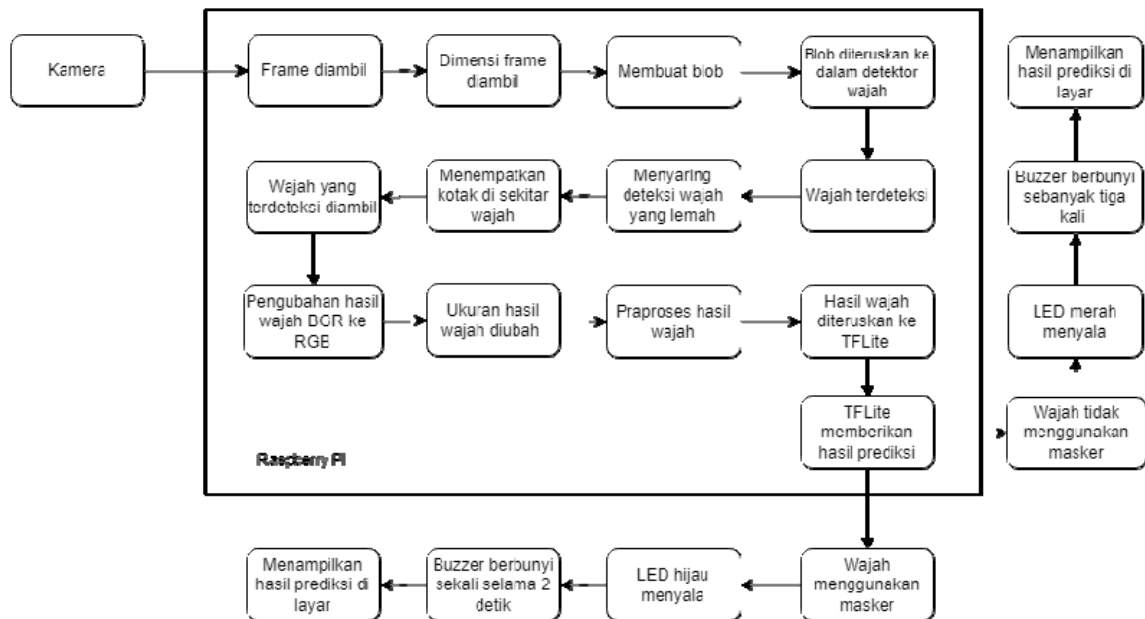 Kamera
Frame diambil
Dimensi frame
diambil
Membuat blob
Blob diteruskan ke
dalam detektor
wajah
Menampilkan
hasil prediksi di
layar
Wajah yang
terdeteksi diambil
Menempatkan
kotak di sekitar
wajah
Menyaring
deteksi wajah
yang lemah
Wajah terdeteksi
Buzzer berbunyi
sebanyak tiga
kali
Pengubahan hasil
wajah BGR ke
RGB
Ukuran hasil
wajah diubah
Praproses hasil
wajah
Hasil wajah
diteruskan ke
TFLite
LED merah
menyala
TFLite
memberikan
hasil prediksi
Wajah tidak
menggunakan
masker
Raspberry Pi
Menampilkan
hasil prediksi di
layar
Buzzer berbunyi
sekali selama 2
detik
LED hijau
menyala
Wajah
menggunakan
masker